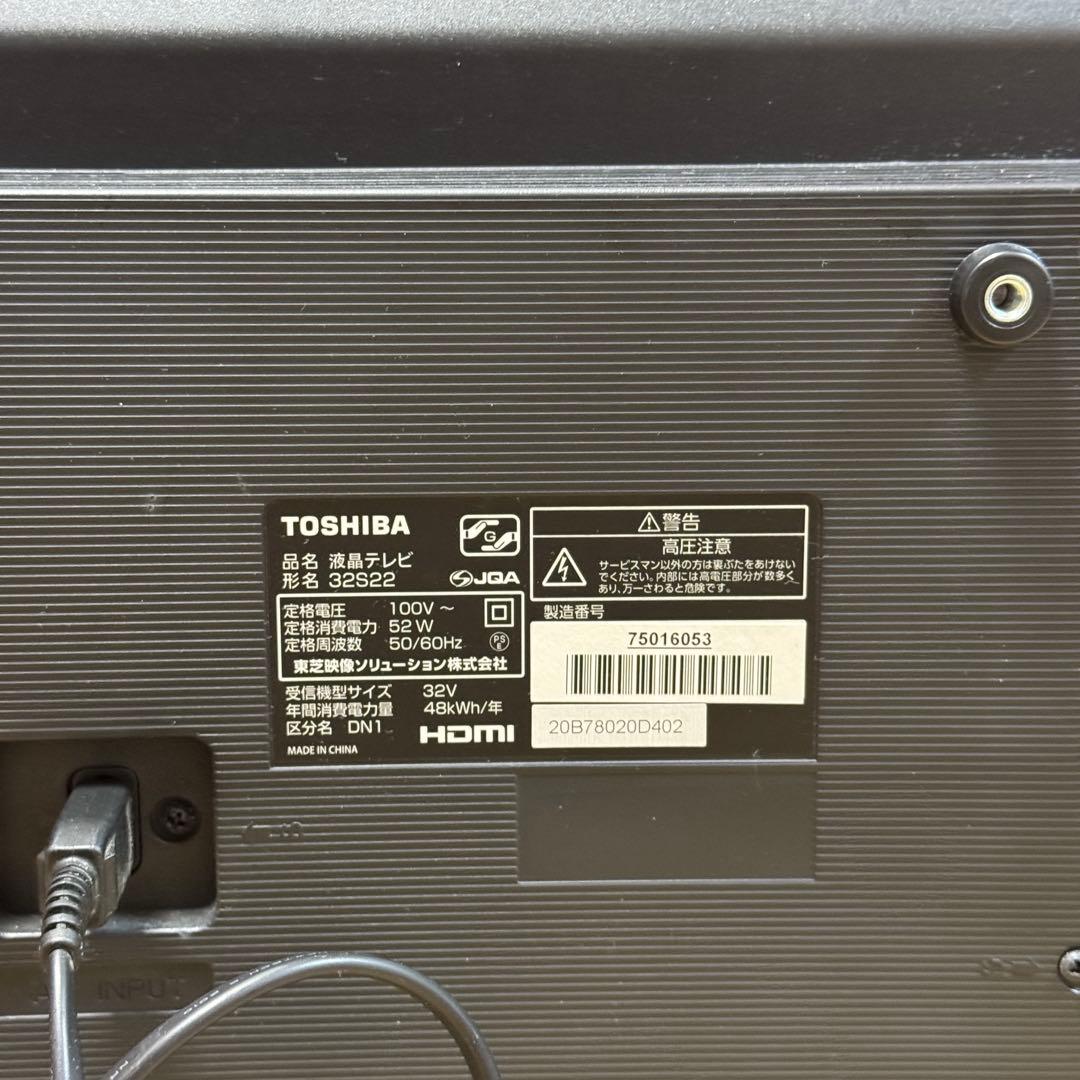 TOSHIBA
G
品名 液晶テレビ
形名 32S22
JQA
定格電圧 100V～
定格消費電力 52W
定格周波数 50/60Hz
PS
E
東芝映像ソリューション株式会社
受信機型サイズ 32V
年間消費電力量 48kWh/年
区分名 DN1
HDMI
MADE IN CHINA
警告
高圧注意
サービスマン以外の方は裏ぶたをあけない
でください。内部には高電圧部分が数多く
あり、万一さわると危険です。
製造番号
75016053
20B78020D402
INPUT